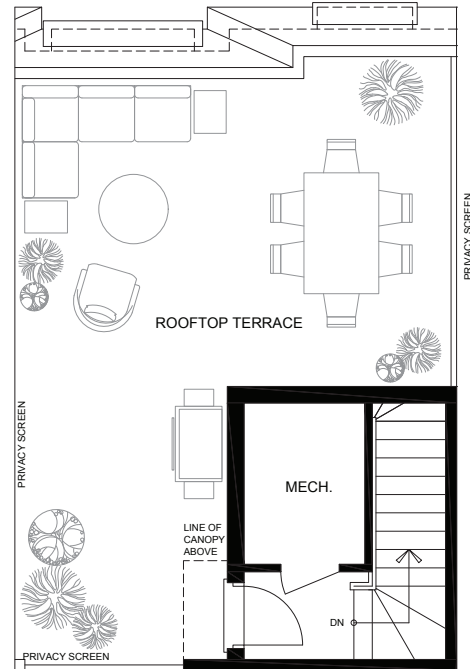 PRIVACY SCREEN
ROOFTOP TERRACE
PRIVACY SCREEN
MECH.
LINE OF
CANOPY
ABOVE
DN
PRIVACY SCREEN